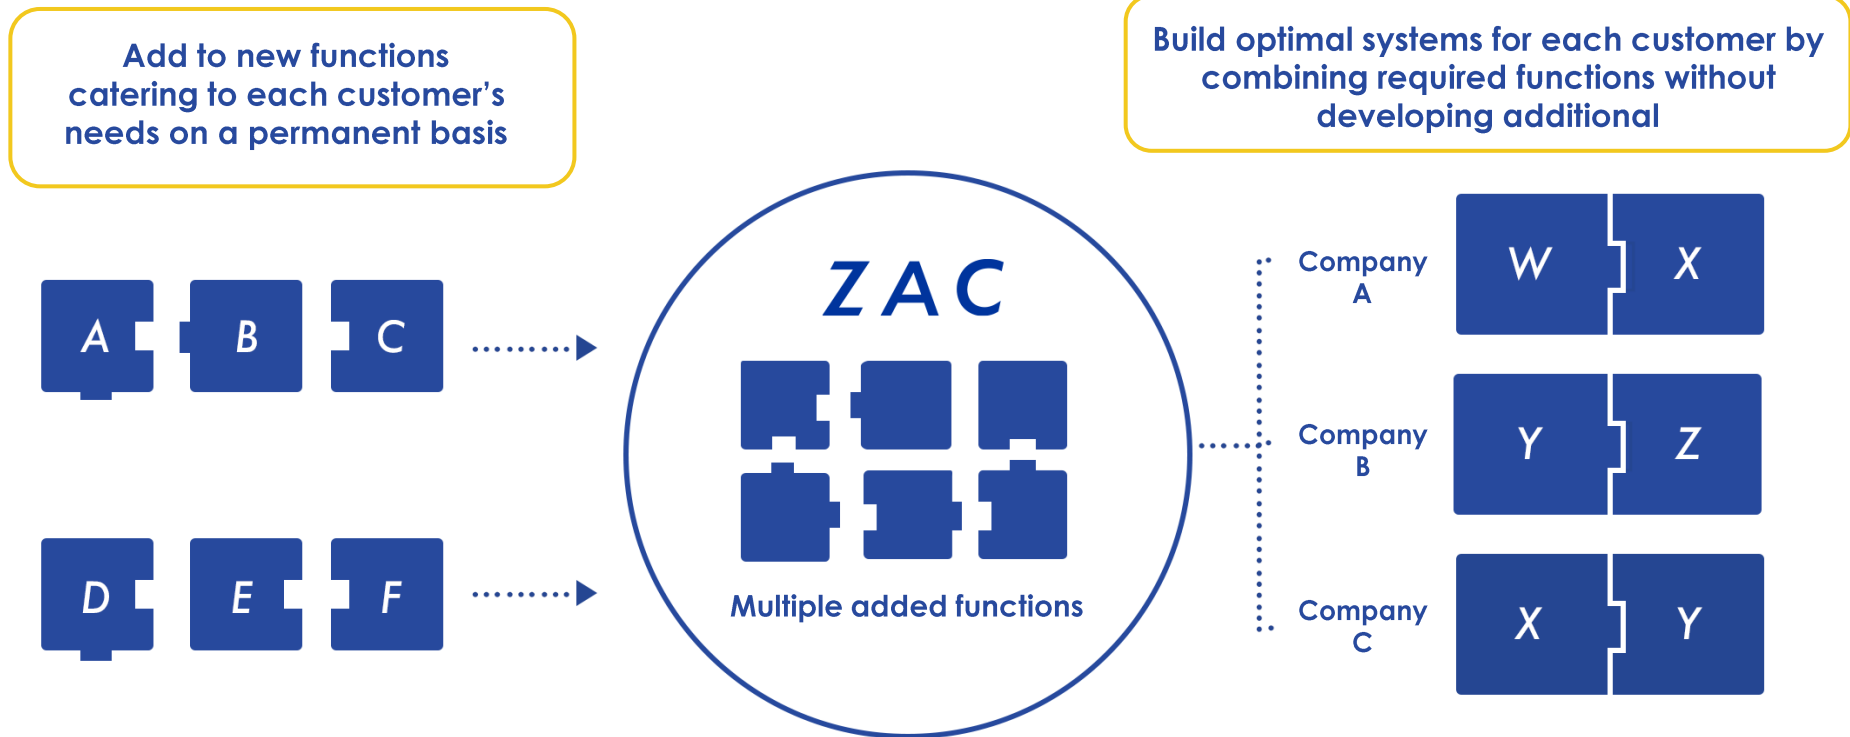 Add to new functions
catering to each customer's
needs on a permanent basis
Build optimal systems for each customer by
combining required functions without
developing additional
A
B
C
D
E
F
ZAC
Multiple added functions
Company
A
W
X
Company
B
Y
Z
Company
C
X
Y